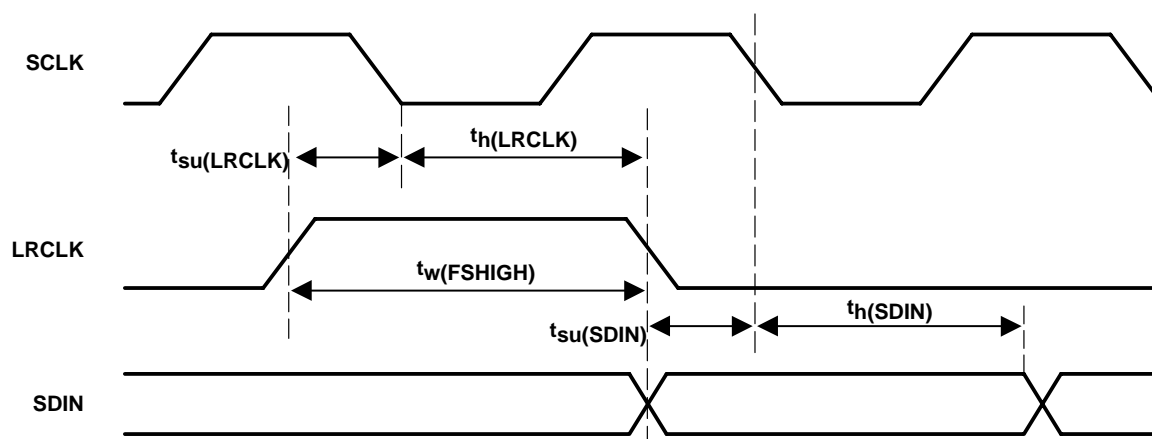 SCLK
tsu(LRCLK)
th(LRCLK)
LRCLK
tw(FSHIGH)
tsu(SDIN)
th(SDIN)
SDIN